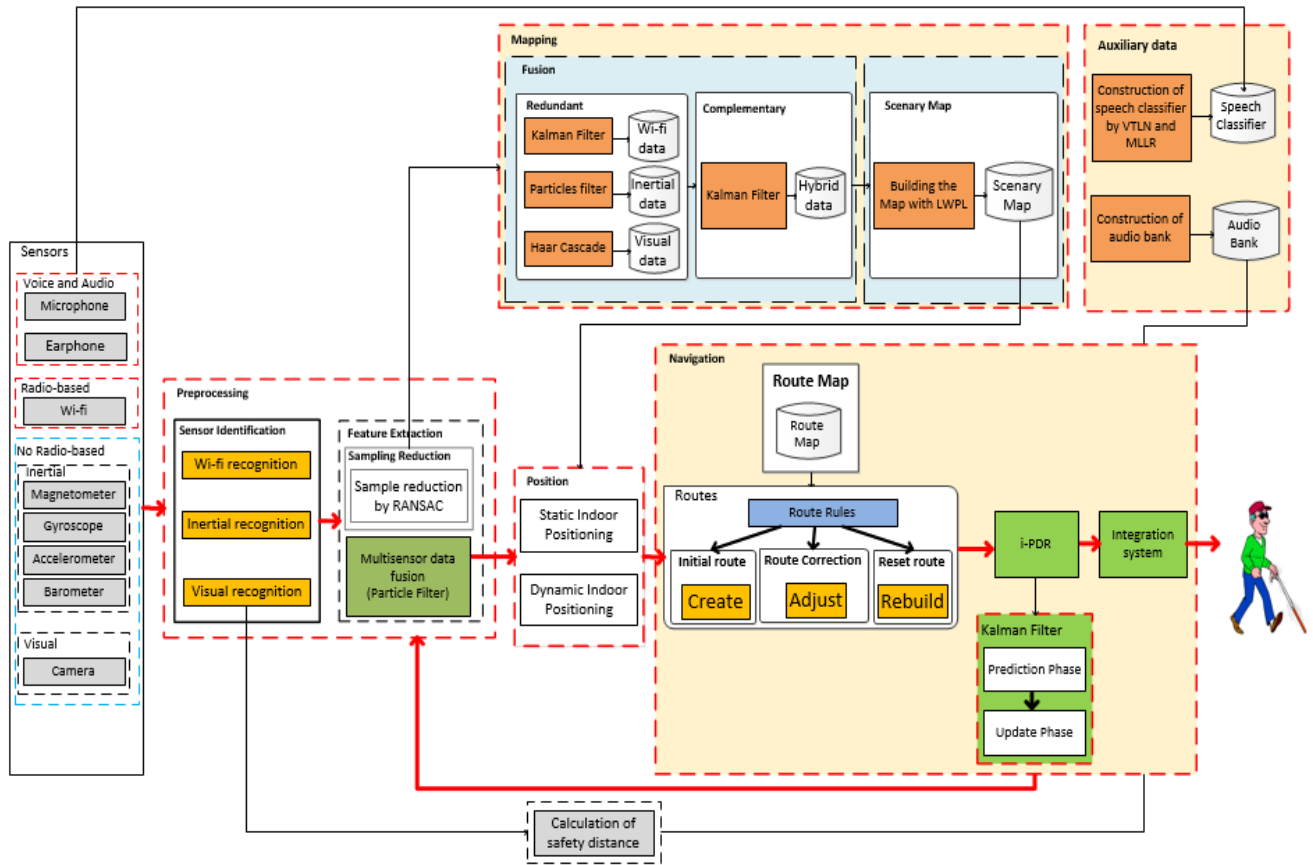 Mapping
Fusion
Redundant
Kalman Filter
Wi-fi
data
Particles filter
Inertial
data
Haar Cascade
Visual
data
Complementary
Kalman Filter
Hybrid
data
Scenary Map
Building the
Map with LWPL
Scenary
Map
Auxiliary data
Construction of
speech classifier
by VTLN and
MLLR
Speech
Classifier
Construction of
audio bank
Audio
Bank
Sensors
Voice and Audio
Microphone
Earphone
Radio-based
Wi-fi
No Radio-based
Inertial
Magnetometer
Gyroscope
Accelerometer
Barometer
Visual
Camera
Preprocessing
Sensor Identification
Wi-fi recognition
Inertial recognition
Visual recognition
Feature Extraction
Sampling Reduction
Sample reduction
by RANSAC
Multisensor data
fusion
(Particle Filter)
Position
Static Indoor
Positioning
Dynamic Indoor
Positioning
Navigation
Route Map
Route
Map
Routes
Route Rules
Initial route
Create
Route Correction
Adjust
Reset route
Rebuild
i-PDR
Integration
system
Kalman Filter
Prediction Phase
Update Phase
Calculation of
safety distance